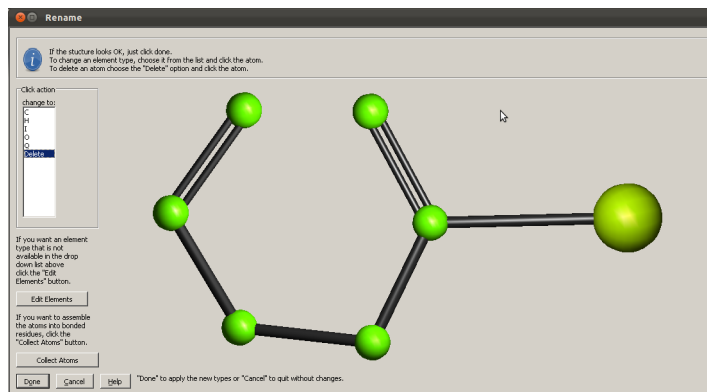 Rename
If the stucture looks OK, just click done.
To change an element type, choose it from the list and click the atom.
To delete an atom choose the "Delete" option and click the atom.
Click action
change to:
C
H
I
O
Q
Delete
If you want an element
type that is not
available in the drop
down list above
click the "Edit
Elements" button.
Edit Elements
If you want to assemble
the atoms into bonded
residues, click the
"Collect Atoms" button.
Collect Atoms
Done Cancel Help "Done" to apply the new types or "Cancel" to quit without changes.